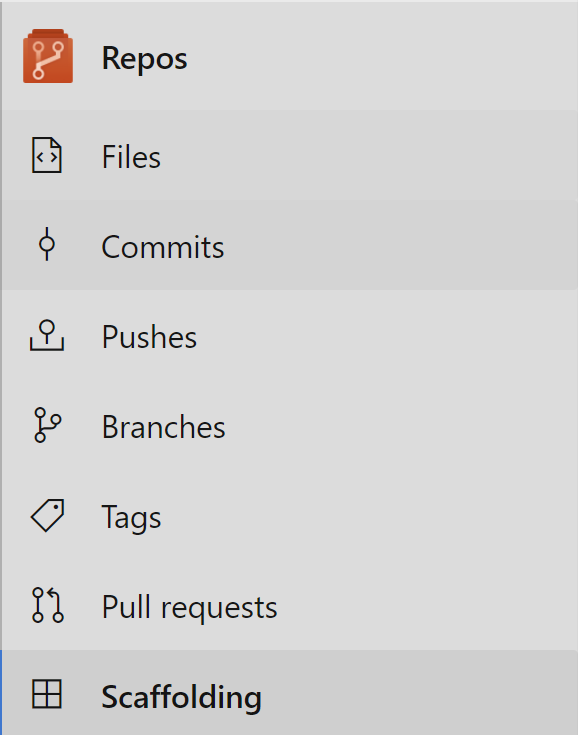 Repos
Files
Commits
Pushes
Branches
Tags
Pull requests
Scaffolding